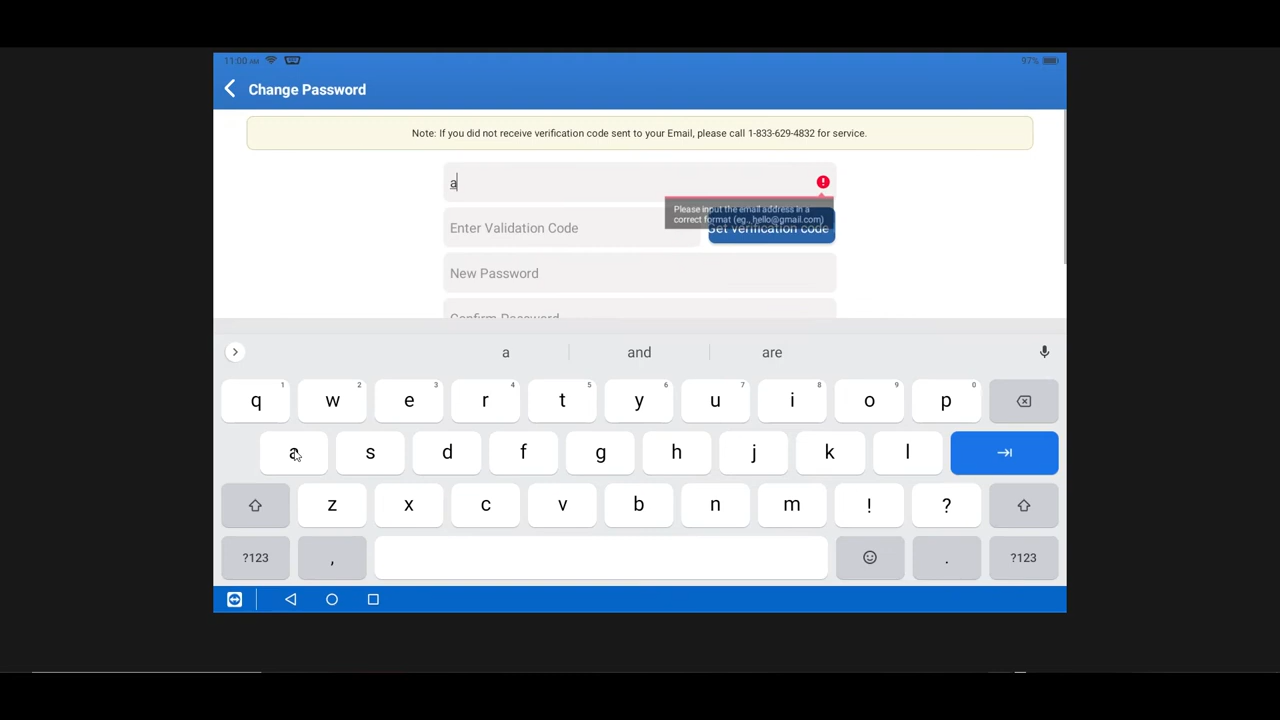 11:00 AM
97%
Change Password
Note: If you did not receive verification code sent to your Email, please call 1-833-629-4832 for service.
a
Please input the email address in a
correct format (eg., hello@gmail.com)
Enter Validation Code
Get verification code
New Password
Confirm Password
a and are
q 1 w 2 e 3 r 4 t 5 y 6 u 7 i 8 o 9 p 0
a s d f g h j k l
z x c v b n m ! ?
?123 , . ?123